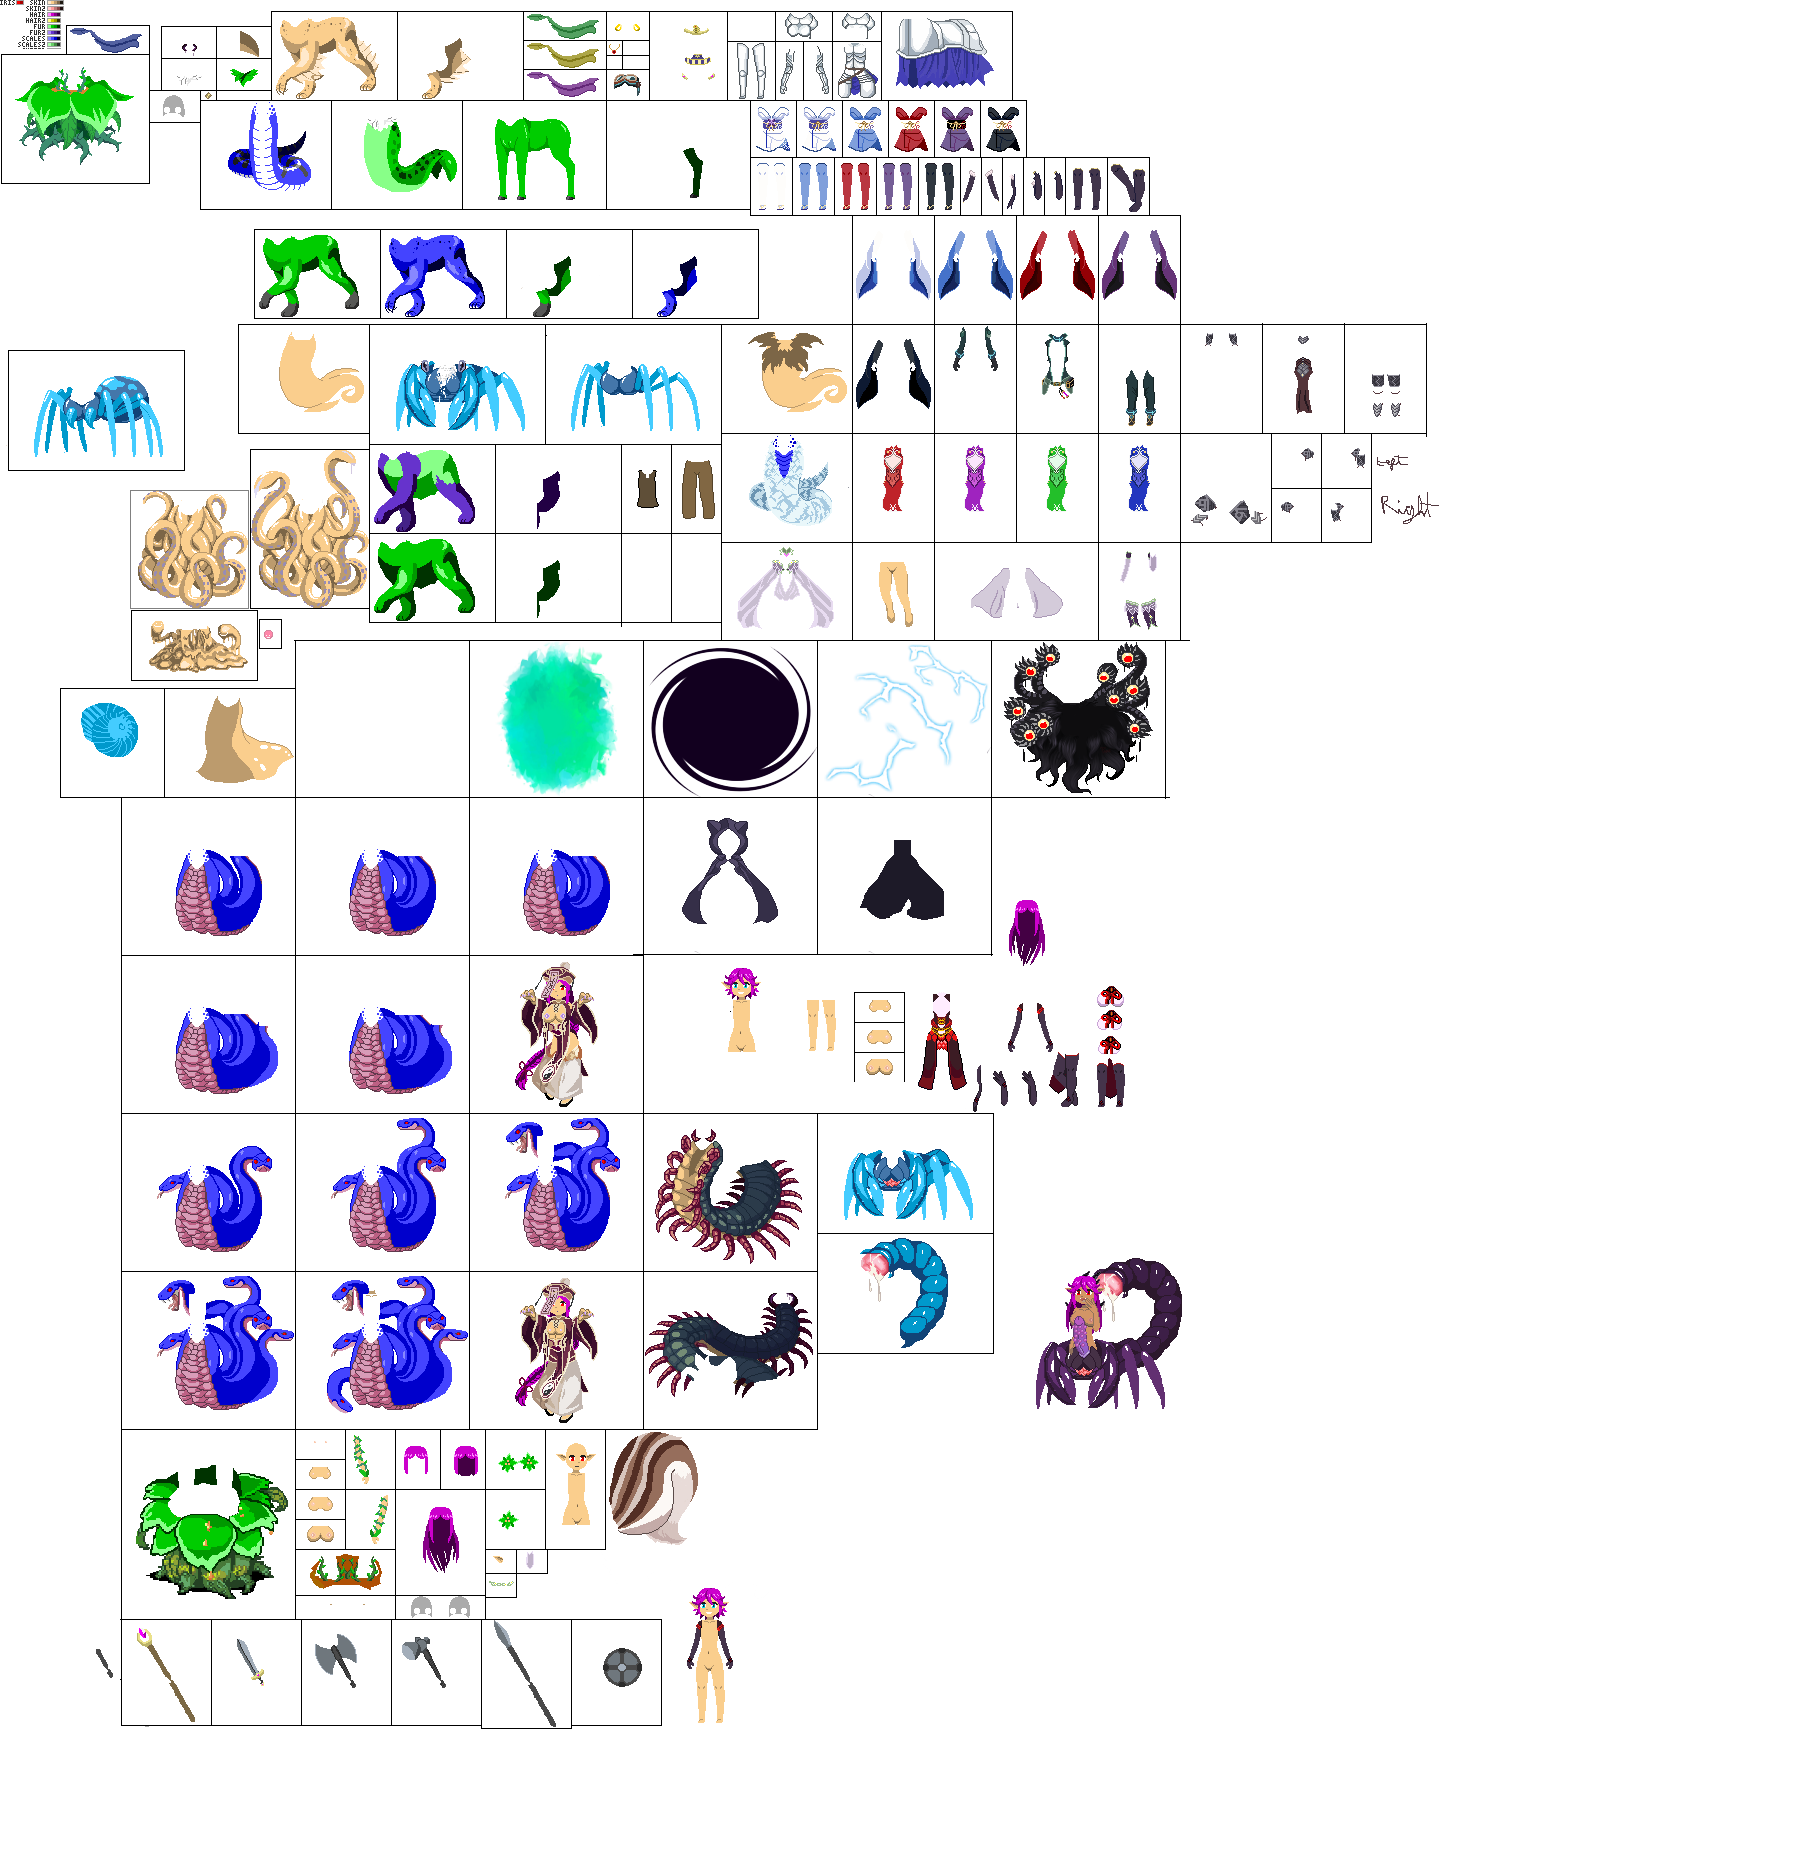 IRIS SKIN
SKIN2
HAIR
HAIR2
FUR
FUR2
SCALES
SCALES2
Left
Right